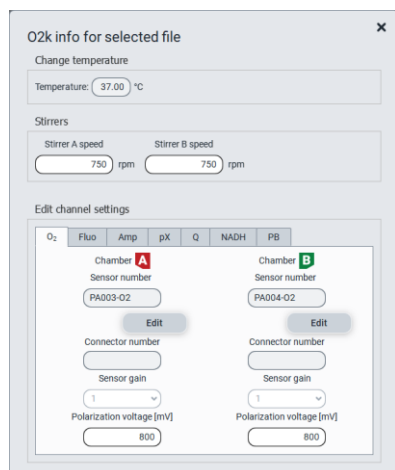 O2k info for selected file
Change temperature
Temperature: 37.00 °C
Stirrers
Stirrer A speed Stirrer B speed
750 rpm 750 rpm
Edit channel settings
O₂ Fluo Amp pX Q NADH PB
Chamber A Chamber B
Sensor number Sensor number
PA003-02 PA004-02
Edit Edit
Connector number Connector number
Sensor gain Sensor gain
1 1
Polarization voltage [mV] Polarization voltage [mV]
800 800